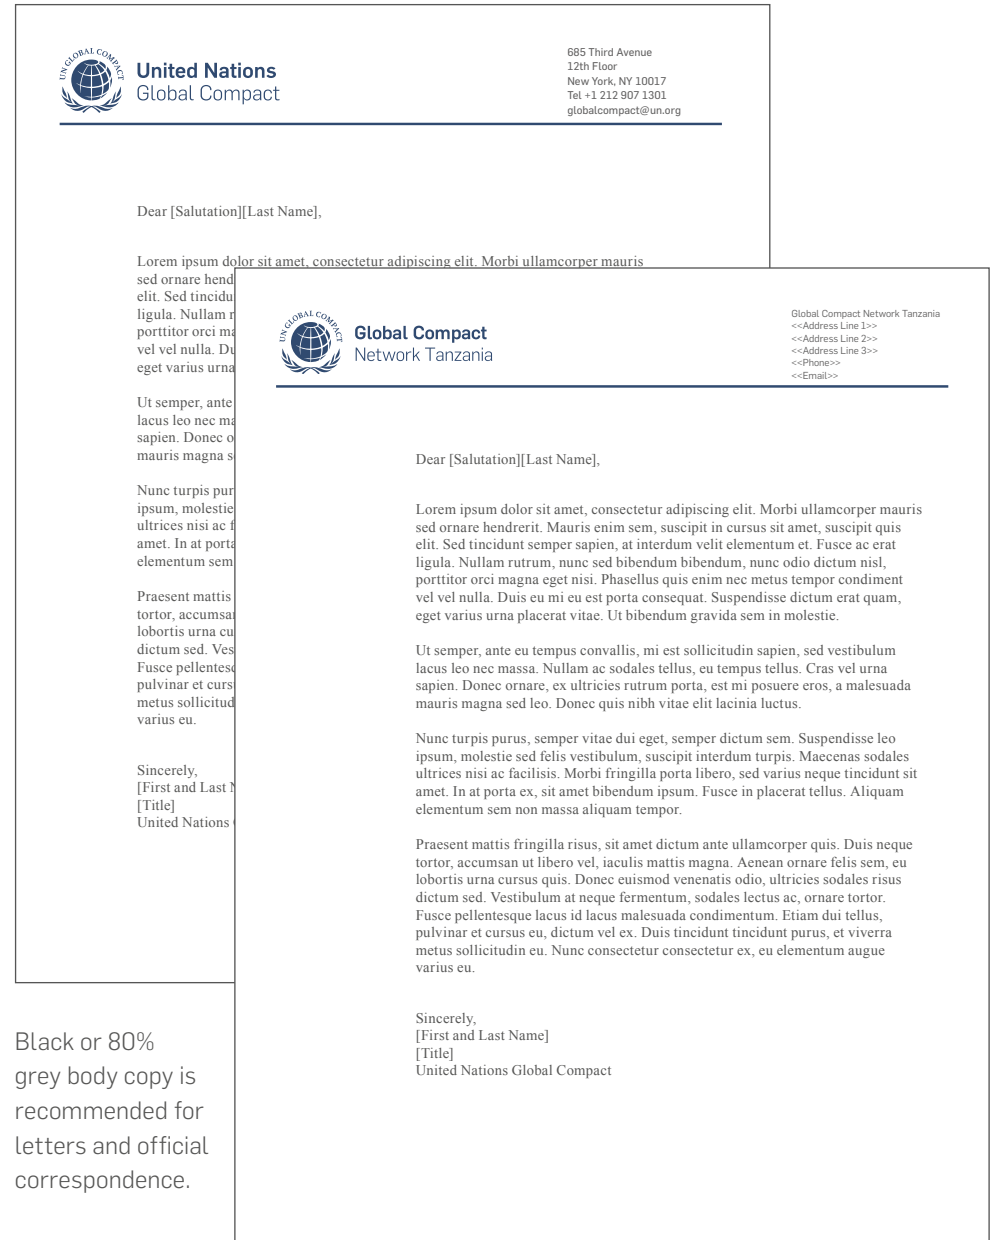 UN GLOBAL COMPACT
United Nations
Global Compact
685 Third Avenue
12th Floor
New York, NY 10017
Tel +1 212 907 1301
globalcompact@un.org
Dear [Salutation][Last Name],
Lorem ipsum dolor sit amet, consectetur adipiscing elit. Morbi ullamcorper mauris
sed ornare hend
elit. Sed tincidu
ligula. Nullam r
porttitor orci ma
vel vel nulla. Du
eget varius urna
Ut semper, ante
lacus leo nec ma
sapien. Donec o
mauris magna s
Nunc turpis pur
ipsum, molestie
ultrices nisi ac f
amet. In at porta
elementum sem
Praesent mattis
tortor, accumsa
lobortis urna cu
dictum sed. Ves
Fusce pellentesq
pulvinar et curs
metus sollicitud
varius eu.
Sincerely,
[First and Last N
[Title]
United Nations
UN GLOBAL COMPACT
Global Compact
Network Tanzania
Global Compact Network Tanzania
<<Address Line 1>>
<<Address Line 2>>
<<Address Line 3>>
<<Phone>>
<<Email>>
Dear [Salutation][Last Name],
Lorem ipsum dolor sit amet, consectetur adipiscing elit. Morbi ullamcorper mauris
sed ornare hendrerit. Mauris enim sem, suscipit in cursus sit amet, suscipit quis
elit. Sed tincidunt semper sapien, at interdum velit elementum et. Fusce ac erat
ligula. Nullam rutrum, nunc sed bibendum bibendum, nunc odio dictum nisl,
porttitor orci magna eget nisi. Phasellus quis enim nec metus tempor condiment
vel vel nulla. Duis eu mi eu est porta consequat. Suspendisse dictum erat quam,
eget varius urna placerat vitae. Ut bibendum gravida sem in molestie.
Ut semper, ante eu tempus convallis, mi est sollicitudin sapien, sed vestibulum
lacus leo nec massa. Nullam ac sodales tellus, eu tempus tellus. Cras vel urna
sapien. Donec ornare, ex ultricies rutrum porta, est mi posuere eros, a malesuada
mauris magna sed leo. Donec quis nibh vitae elit lacinia luctus.
Nunc turpis purus, semper vitae dui eget, semper dictum sem. Suspendisse leo
ipsum, molestie sed felis vestibulum, suscipit interdum turpis. Maecenas sodales
ultrices nisi ac facilisis. Morbi fringilla porta libero, sed varius neque tincidunt sit
amet. In at porta ex, sit amet bibendum ipsum. Fusce in placerat tellus. Aliquam
elementum sem non massa aliquam tempor.
Praesent mattis fringilla risus, sit amet dictum ante ullamcorper quis. Duis neque
tortor, accumsan ut libero vel, iaculis mattis magna. Aenean ornare felis sem, eu
lobortis urna cursus quis. Donec euismod venenatis odio, ultricies sodales risus
dictum sed. Vestibulum at neque fermentum, sodales lectus ac, ornare tortor.
Fusce pellentesque lacus id lacus malesuada condimentum. Etiam dui tellus,
pulvinar et cursus eu, dictum vel ex. Duis tincidunt tincidunt purus, et viverra
metus sollicitudin eu. Nunc consectetur consectetur ex, eu elementum augue
varius eu.
Sincerely,
[First and Last Name]
[Title]
United Nations Global Compact
Black or 80%
grey body copy is
recommended for
letters and official
correspondence.